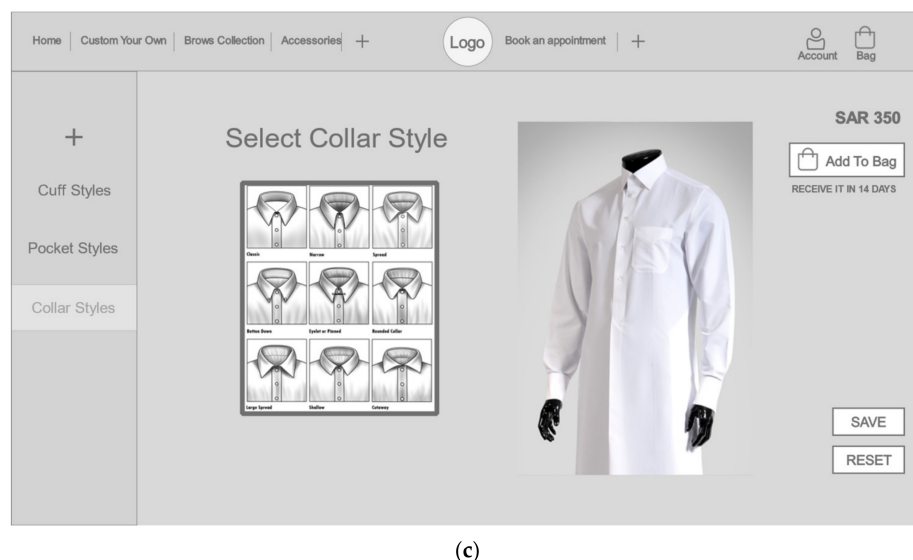 Home
Custom Your Own
Brows Collection
Accessories
+
Logo
Book an appointment
+
Account
Bag
+
Cuff Styles
Pocket Styles
Collar Styles
Select Collar Style
Classic Narrow Spread
Button Down Eyelet or Pinned Rounded Collar
Large Spread Shallow Cutaway
SAR 350
Add To Bag
RECEIVE IT IN 14 DAYS
SAVE
RESET
(c)